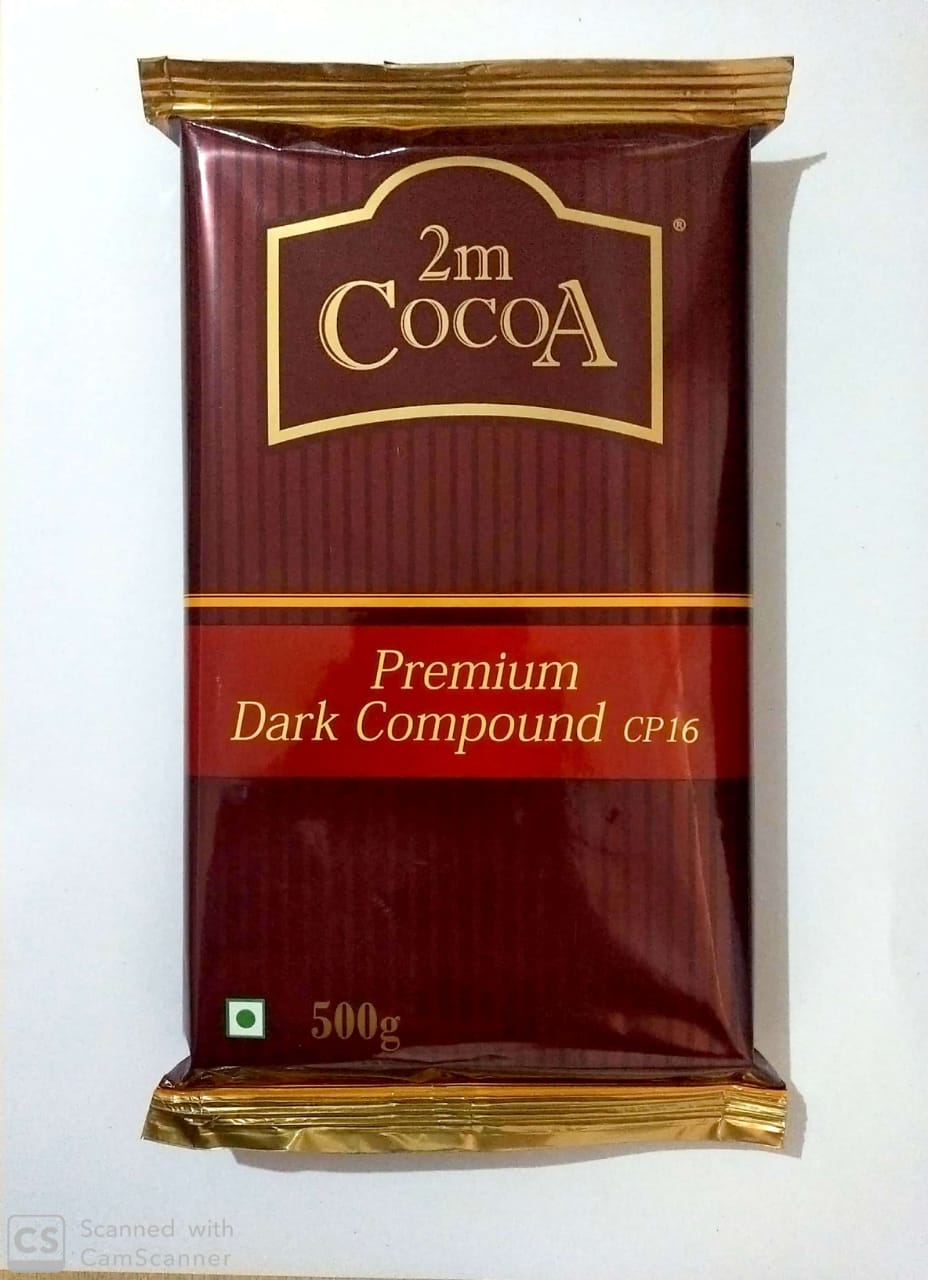 2m
COCOA
®
Premium
Dark Compound CP16
500g
CS Scanned with
CamScanner